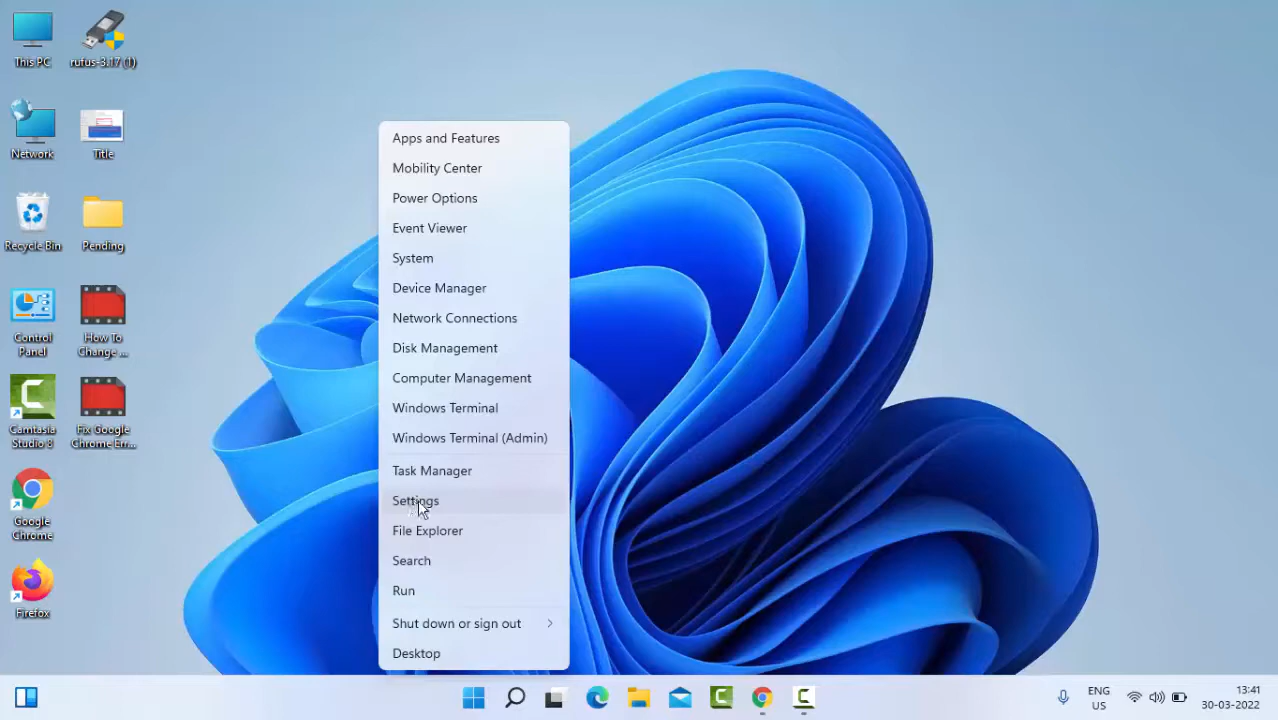 This PC
rufus-3.17 (1)
Network
Title
Recycle Bin
Pending
Control
Panel
How To
Change ...
Camtasia
Studio 8
Fix Google
Chrome Err...
Google
Chrome
Firefox
Apps and Features
Mobility Center
Power Options
Event Viewer
System
Device Manager
Network Connections
Disk Management
Computer Management
Windows Terminal
Windows Terminal (Admin)
Task Manager
Settings
File Explorer
Search
Run
Shut down or sign out
Desktop
ENG
US
13:41
30-03-2022